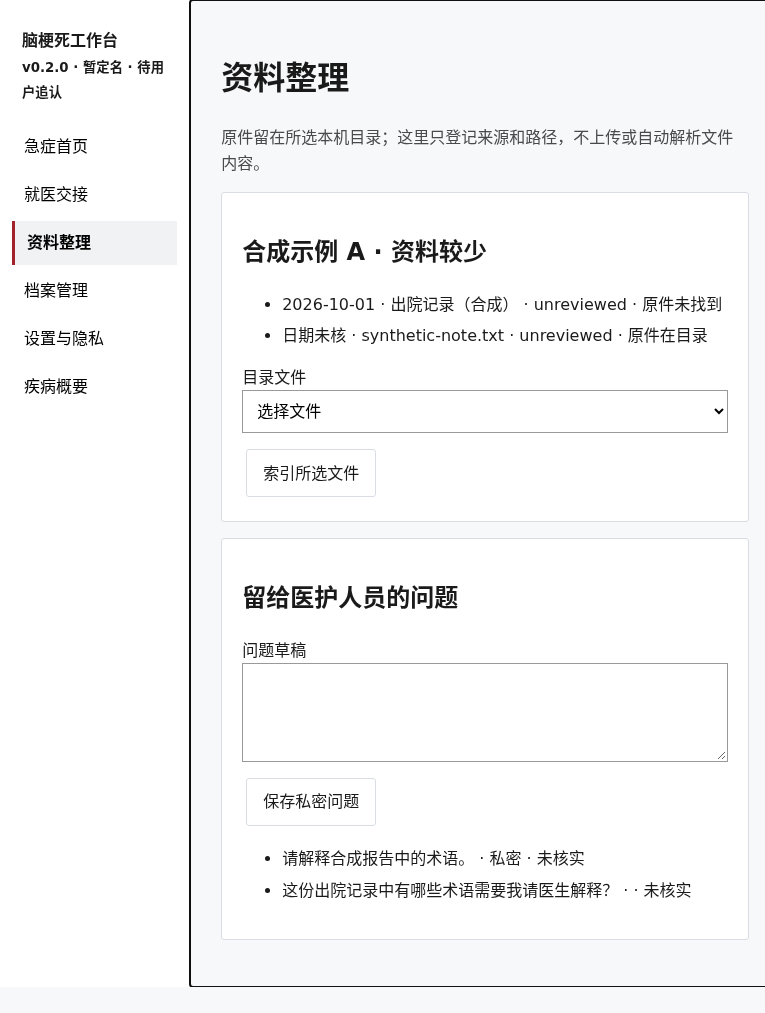 脑梗死工作台
v0.2.0 · 暂定名 · 待用
户追认
急症首页
就医交接
资料整理
档案管理
设置与隐私
疾病概要
资料整理
原件留在所选本机目录；这里只登记来源和路径，不上传或自动解析文件
内容。
合成示例 A · 资料较少
• 2026-10-01 · 出院记录（合成） · unreviewed · 原件未找到
• 日期未核 · synthetic-note.txt · unreviewed · 原件在目录
目录文件
选择文件
索引所选文件
留给医护人员的问题
问题草稿
保存私密问题
• 请解释合成报告中的术语。 · 私密 · 未核实
• 这份出院记录中有哪些术语需要我请医生解释？ · · 未核实